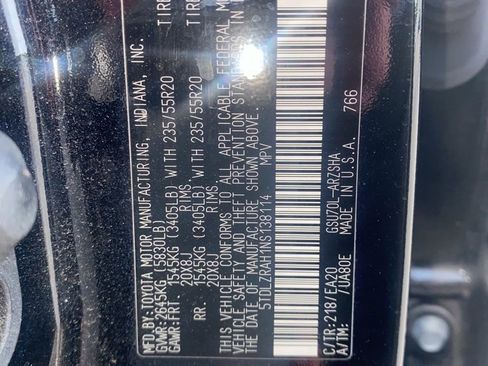 MFD. BY:TOYOTA MOTOR MANUFACTURING, INDIANA, INC.
GVWR:2645KG (5830LB) TIRE
GAWR:FRT. 1545KG (3405LB) WITH 235/55R20
20X8J RIMS TIRE
RR. 1545KG (3405LB) WITH 235/55R20
20X8J RIMS
THIS VEHICLE CONFORMS TO ALL APPLICABLE FEDERAL
VEHICLE SAFETY AND THEFT PREVENTION STANDARDS
THE DATE OF MANUFACTURE SHOWN ABOVE.
5TDLZRAH1NS138114 MPV
C/TR:218/EA20 GSU70L-ARZSHA
A/TM: /UA80E MADE IN U.S.A. 766